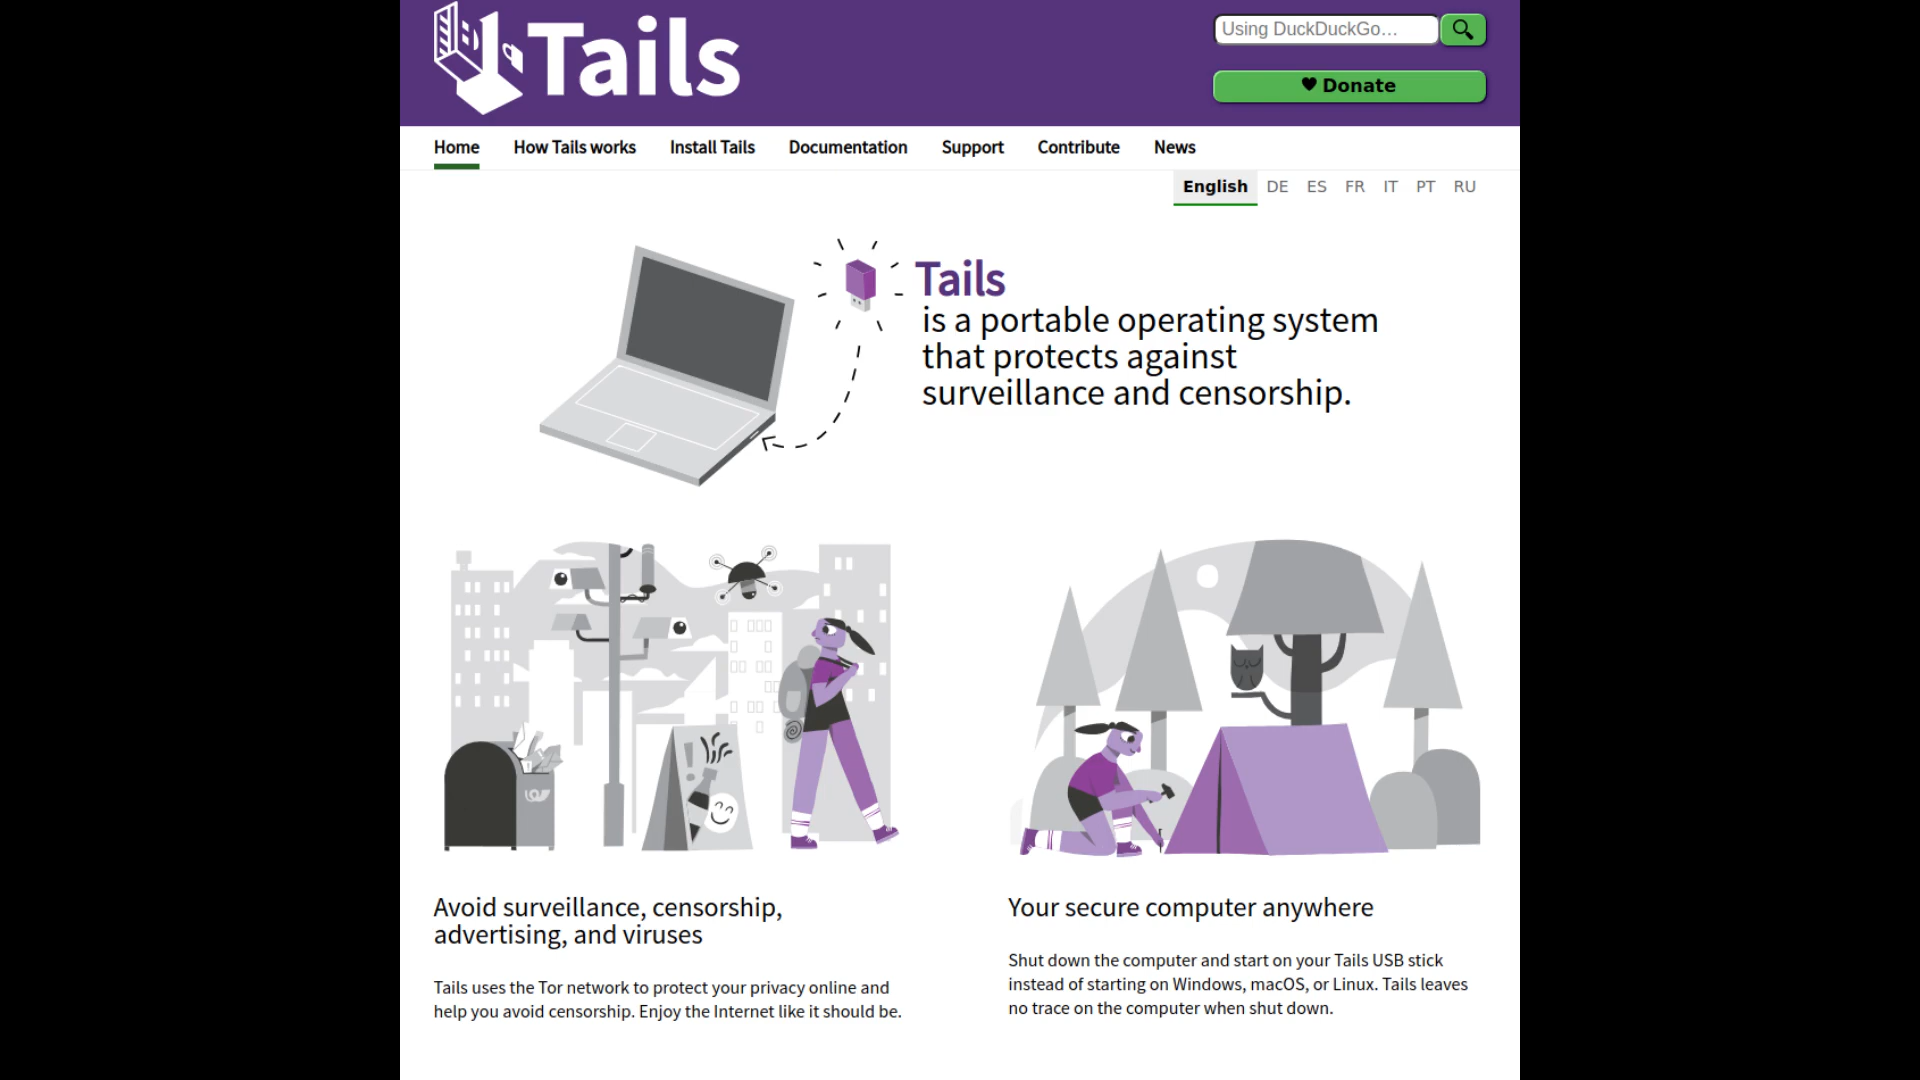 Tails
Using DuckDuckGo…
Donate
Home How Tails works Install Tails Documentation Support Contribute News
English DE ES FR IT PT RU
Tails
is a portable operating system
that protects against
surveillance and censorship.
Avoid surveillance, censorship,
advertising, and viruses
Tails uses the Tor network to protect your privacy online and
help you avoid censorship. Enjoy the Internet like it should be.
Your secure computer anywhere
Shut down the computer and start on your Tails USB stick
instead of starting on Windows, macOS, or Linux. Tails leaves
no trace on the computer when shut down.